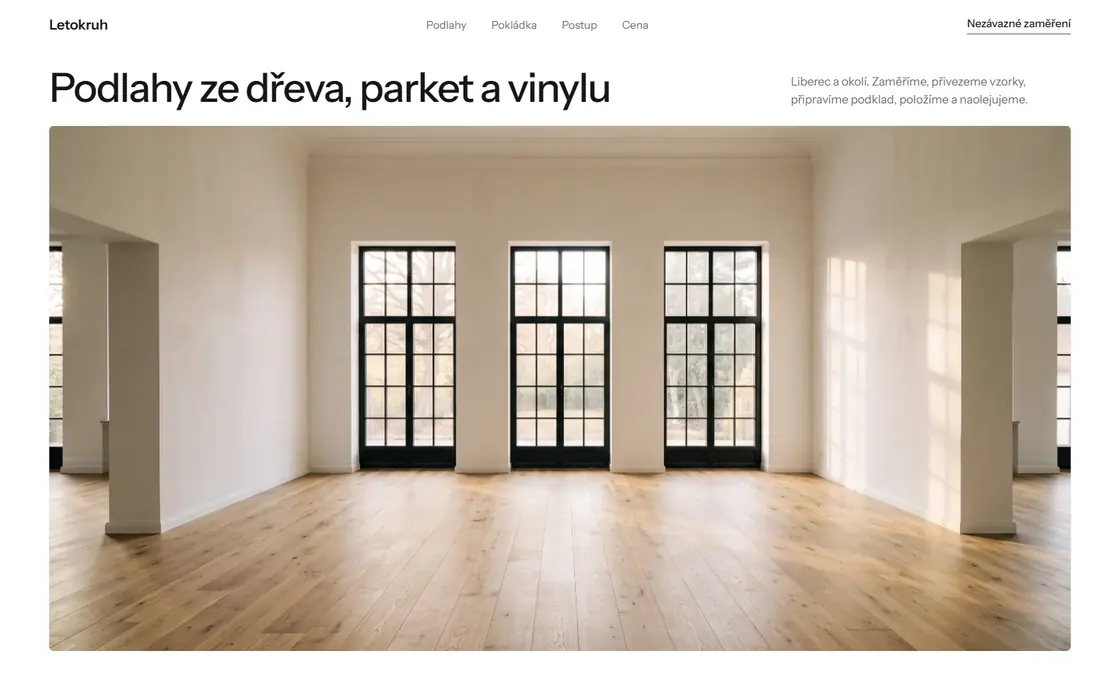 Letokruh
Podlahy
Pokládka
Postup
Cena
Nezávazné zaměření
Podlahy ze dřeva, parket a vinylu
Liberec a okolí. Zaměříme, přivezeme vzorky,
připravíme podklad, položíme a naolejujeme.